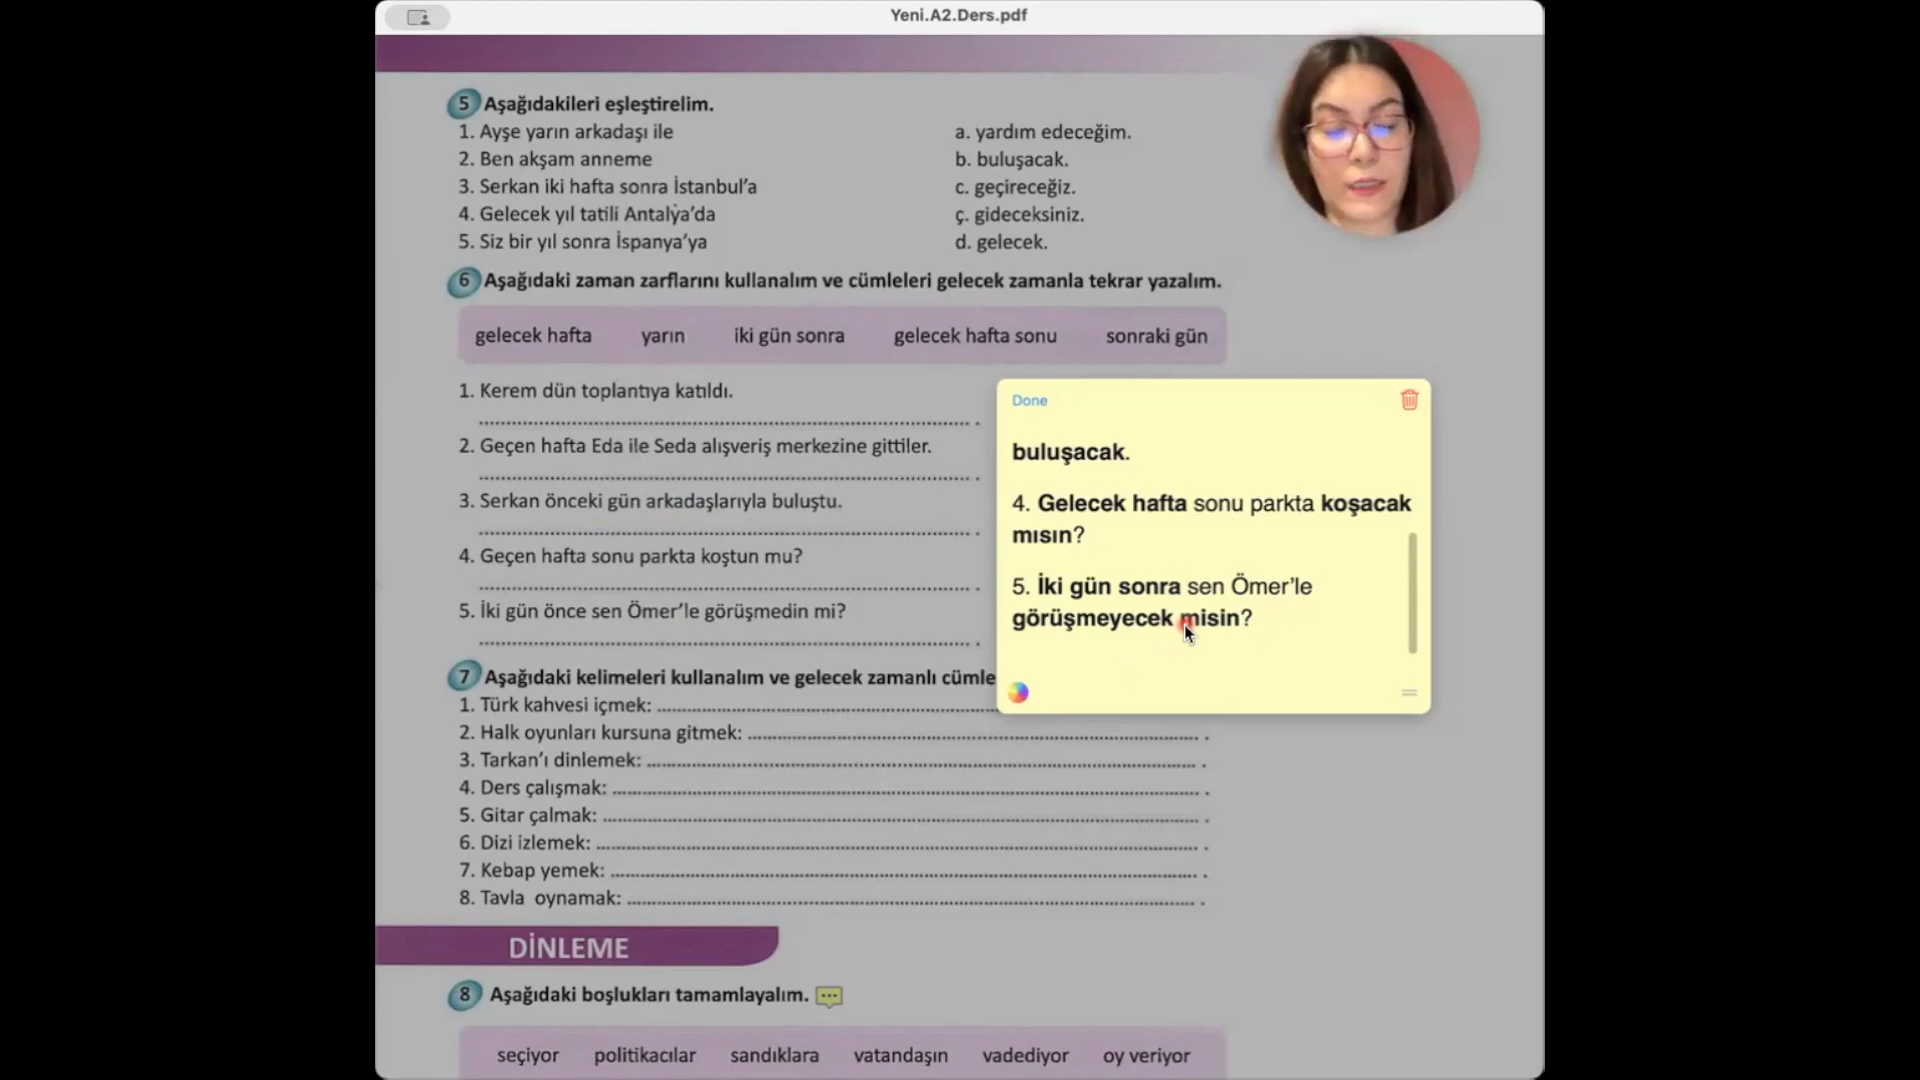 Yeni.A2.Ders.pdf
5 Aşağıdakileri eşleştirelim.
1. Ayşe yarın arkadaşı ile
a. yardım edeceğim.
2. Ben akşam anneme
b. buluşacak.
3. Serkan iki hafta sonra İstanbul’a
c. geçireceğiz.
4. Gelecek yıl tatili Antalya’da
ç. gideceksiniz.
5. Siz bir yıl sonra İspanya’ya
d. gelecek.
6 Aşağıdaki zaman zarflarını kullanalım ve cümleleri gelecek zamanla tekrar yazalım.
gelecek hafta yarın iki gün sonra gelecek hafta sonu sonraki gün
1. Kerem dün toplantıya katıldı.
2. Geçen hafta Eda ile Seda alışveriş merkezine gittiler.
3. Serkan önceki gün arkadaşlarıyla buluştu.
4. Geçen hafta sonu parkta koştun mu?
5. İki gün önce sen Ömer’le görüşmedin mi?
Done
buluşacak.
4. Gelecek hafta sonu parkta koşacak
mısın?
5. İki gün sonra sen Ömer’le
görüşmeyecek misin?
7 Aşağıdaki kelimeleri kullanalım ve gelecek zamanlı cümle
1. Türk kahvesi içmek:
2. Halk oyunları kursuna gitmek:
3. Tarkan’ı dinlemek:
4. Ders çalışmak:
5. Gitar çalmak:
6. Dizi izlemek:
7. Kebap yemek:
8. Tavla oynamak:
DİNLEME
8 Aşağıdaki boşlukları tamamlayalım.
seçiyor politikacılar sandıklara vatandaşın vadediyor oy veriyor